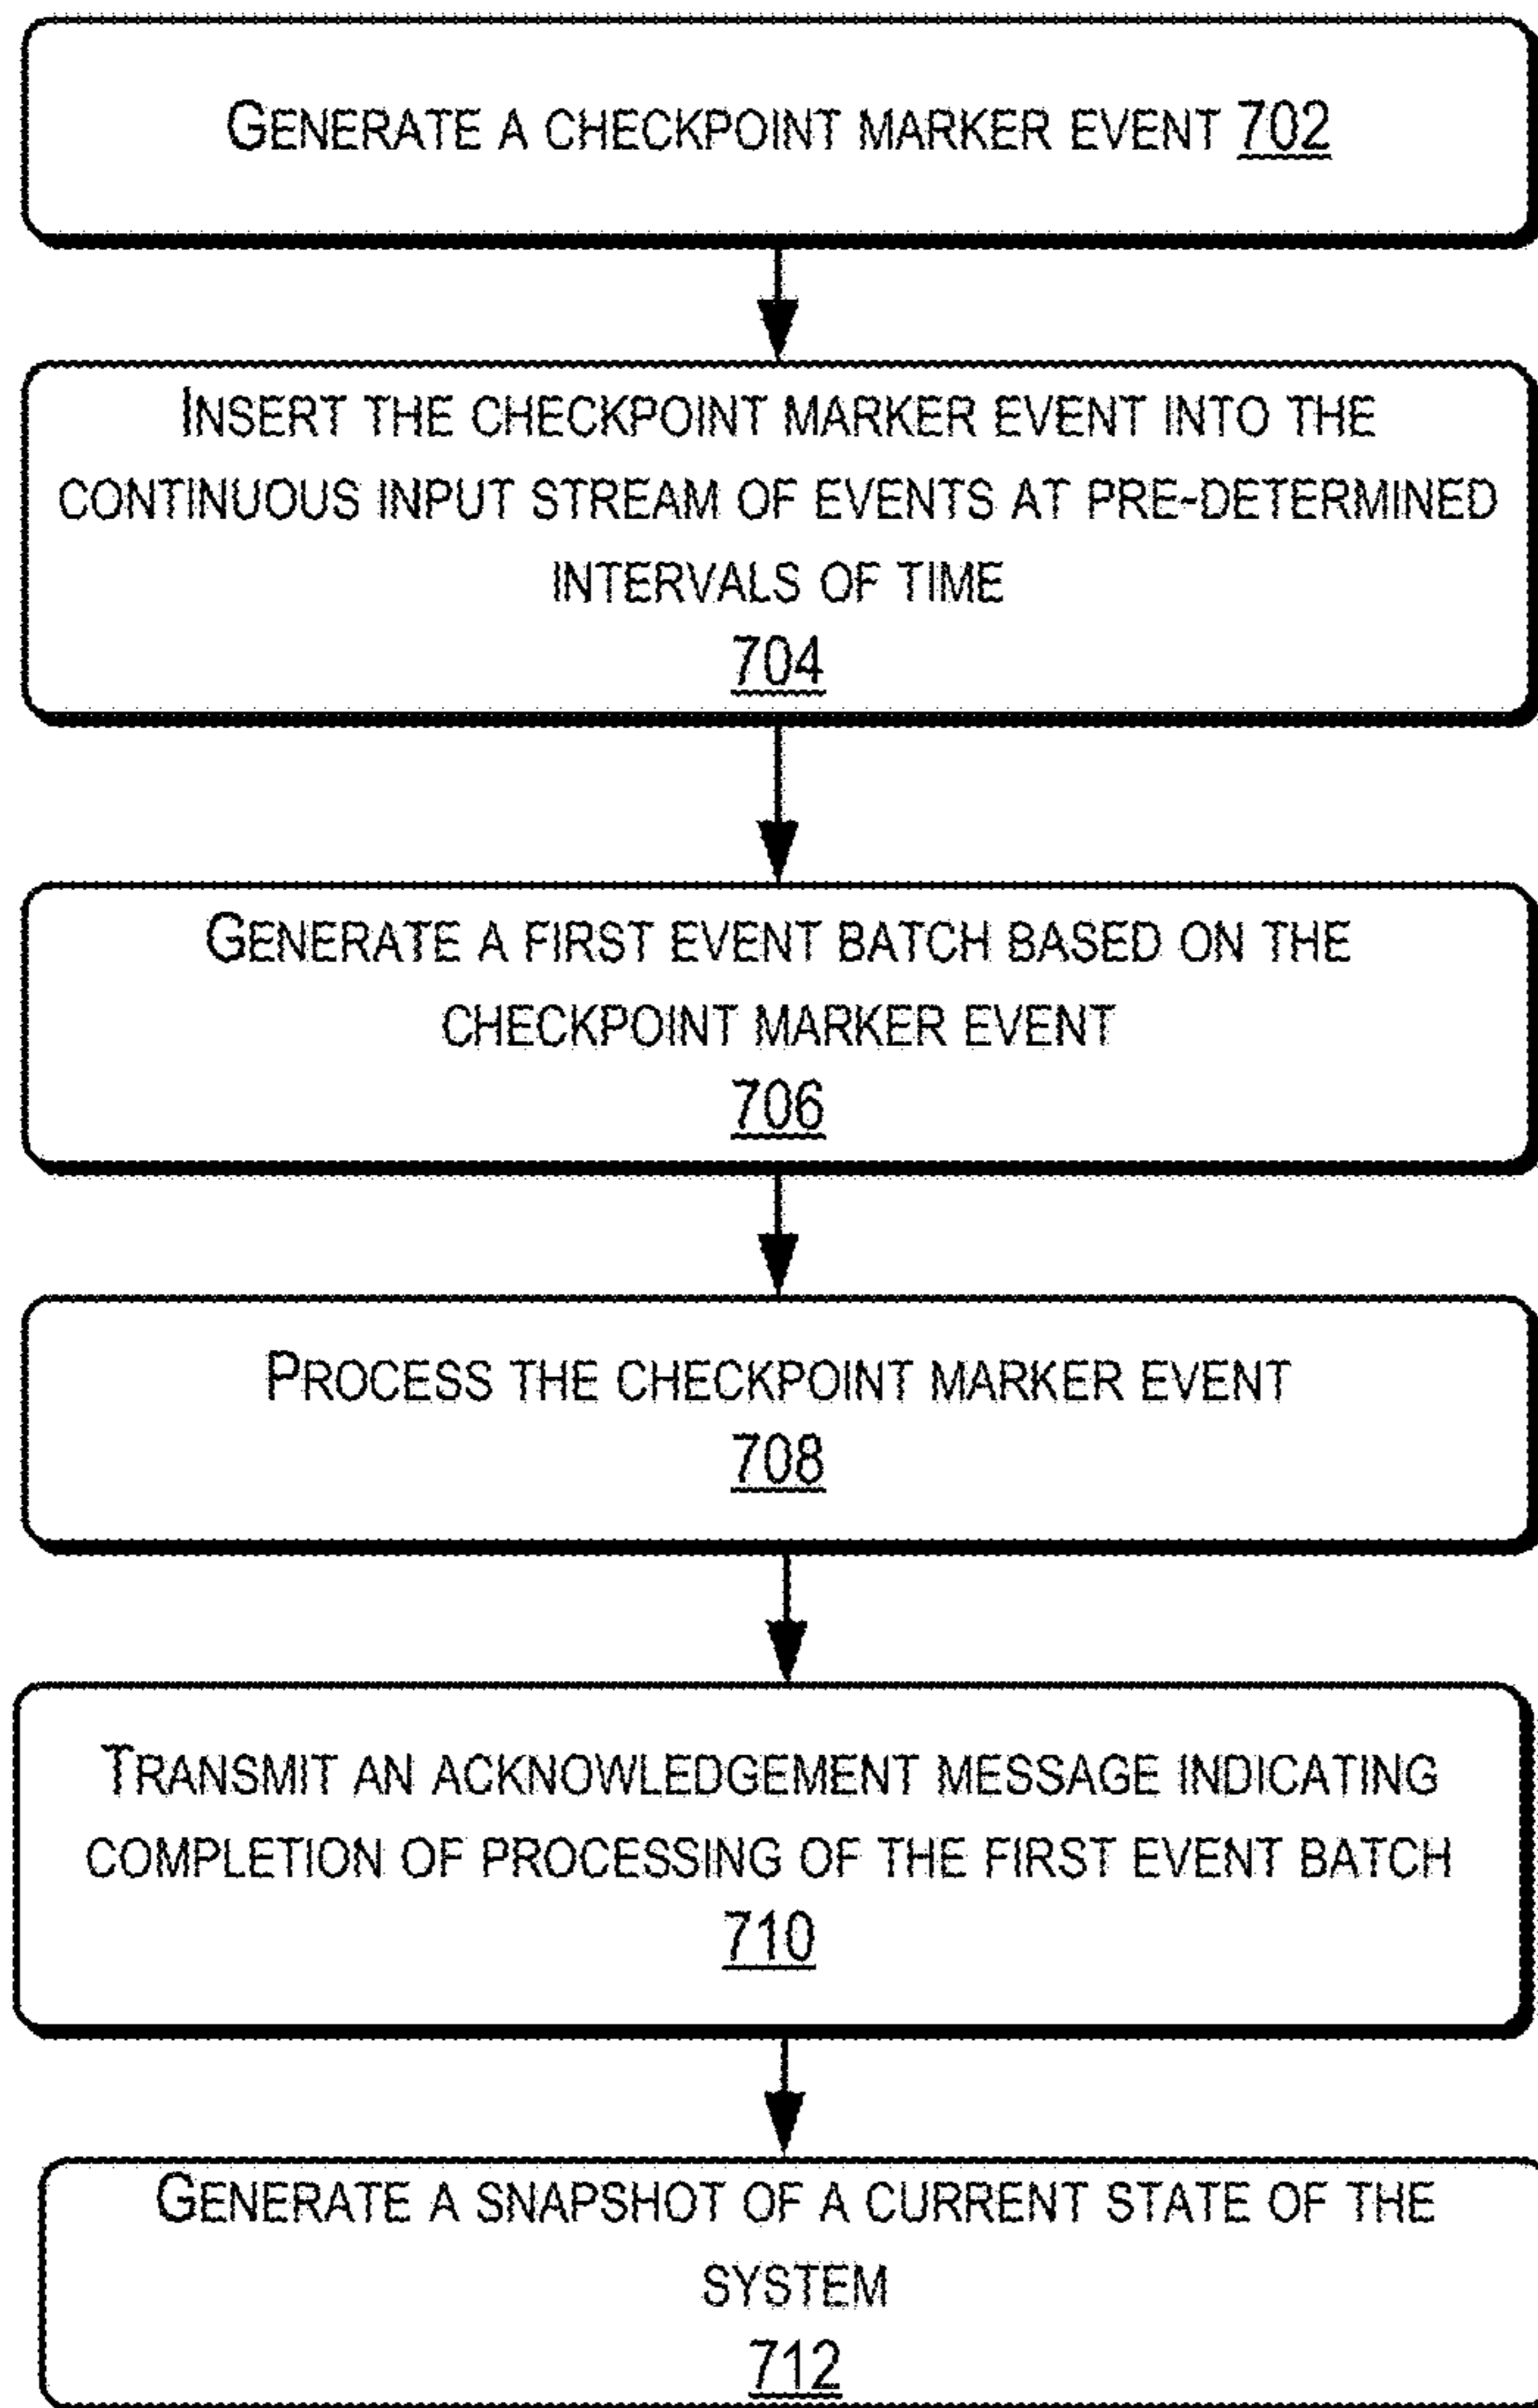 GENERATE A CHECKPOINT MARKER EVENT 702
INSERT THE CHECKPOINT MARKER EVENT INTO THE
CONTINUOUS INPUT STREAM OF EVENTS AT PRE-DETERMINED
INTERVALS OF TIME
704
GENERATE A FIRST EVENT BATCH BASED ON THE
CHECKPOINT MARKER EVENT
706
PROCESS THE CHECKPOINT MARKER EVENT
708
TRANSMIT AN ACKNOWLEDGEMENT MESSAGE INDICATING
COMPLETION OF PROCESSING OF THE FIRST EVENT BATCH
710
GENERATE A SNAPSHOT OF A CURRENT STATE OF THE
SYSTEM
712